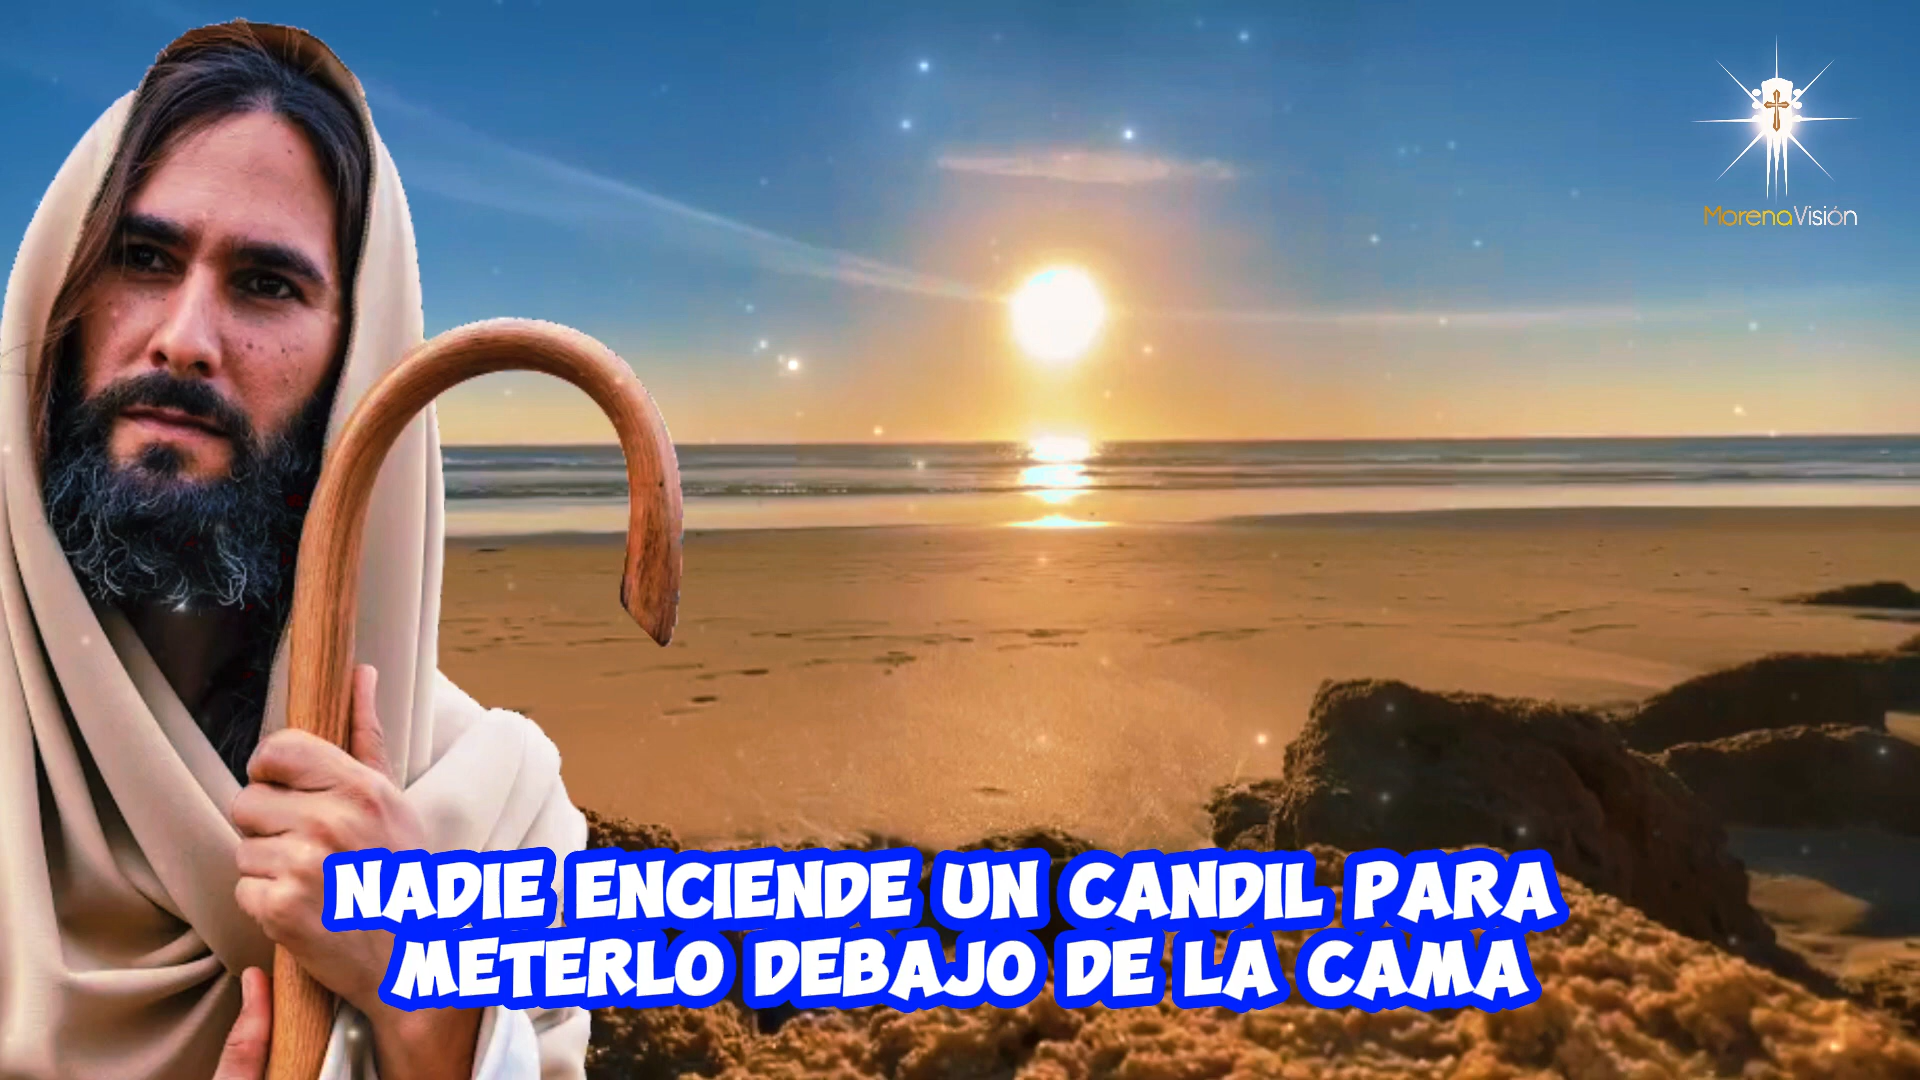 MorenaVisión
NADIE ENCIENDE UN CANDIL PARA
METERLO DEBAJO DE LA CAMA